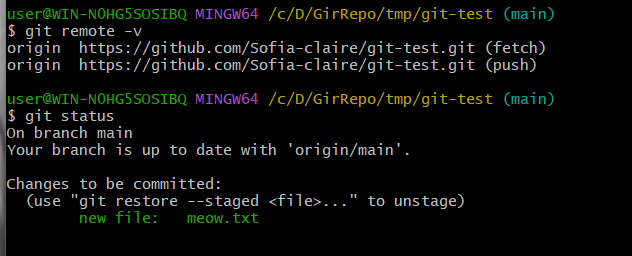 user@WIN-N0HG5SOSIBQ MINGW64 /c/D/GirRepo/tmp/git-test (main)
$ git remote -v
origin  https://github.com/Sofia-claire/git-test.git (fetch)
origin  https://github.com/Sofia-claire/git-test.git (push)

user@WIN-N0HG5SOSIBQ MINGW64 /c/D/GirRepo/tmp/git-test (main)
$ git status
On branch main
Your branch is up to date with 'origin/main'.

Changes to be committed:
  (use "git restore --staged <file>..." to unstage)
        new file:   meow.txt